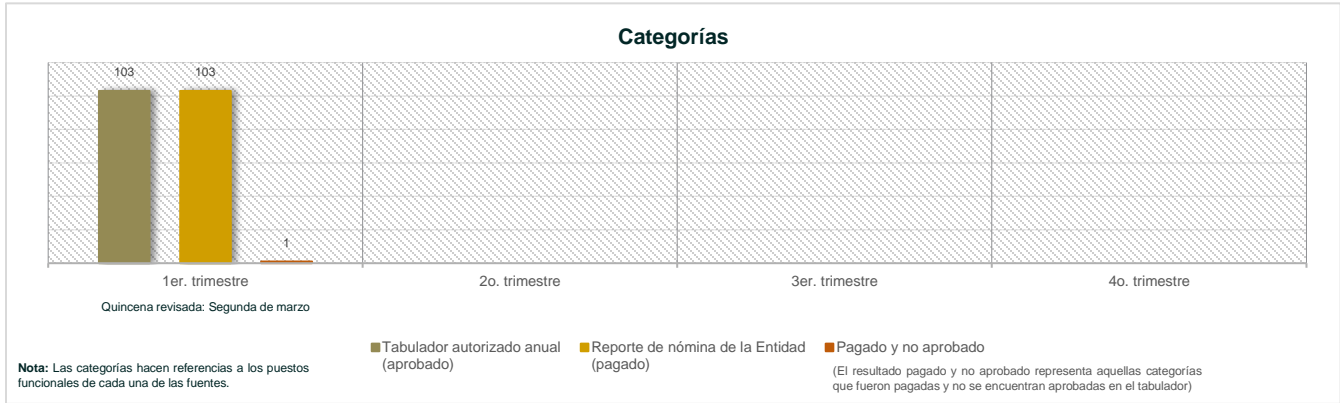 Categorías
103
103
1
1er. trimestre
2o. trimestre
3er. trimestre
4o. trimestre
Quincena revisada: Segunda de marzo
Tabulador autorizado anual
(aprobado)
Reporte de nómina de la Entidad
(pagado)
Pagado y no aprobado
(El resultado pagado y no aprobado representa aquellas categorías
que fueron pagadas y no se encuentran aprobadas en el tabulador)
Nota: Las categorías hacen referencias a los puestos
funcionales de cada una de las fuentes.